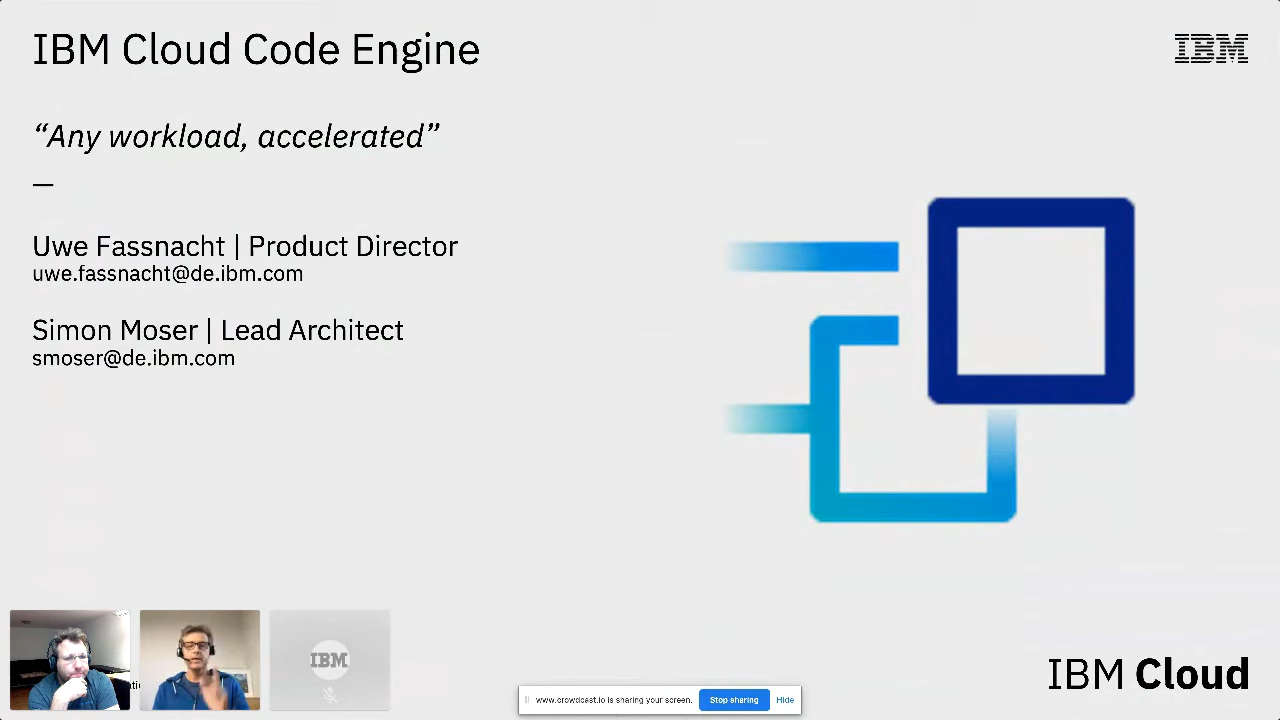 IBM Cloud Code Engine
IBM
“Any workload, accelerated”
—
Uwe Fassnacht | Product Director
uwe.fassnacht@de.ibm.com
Simon Moser | Lead Architect
smoser@de.ibm.com
IBM
www.crowdcast.io is sharing your screen.
Stop sharing
Hide
IBM Cloud